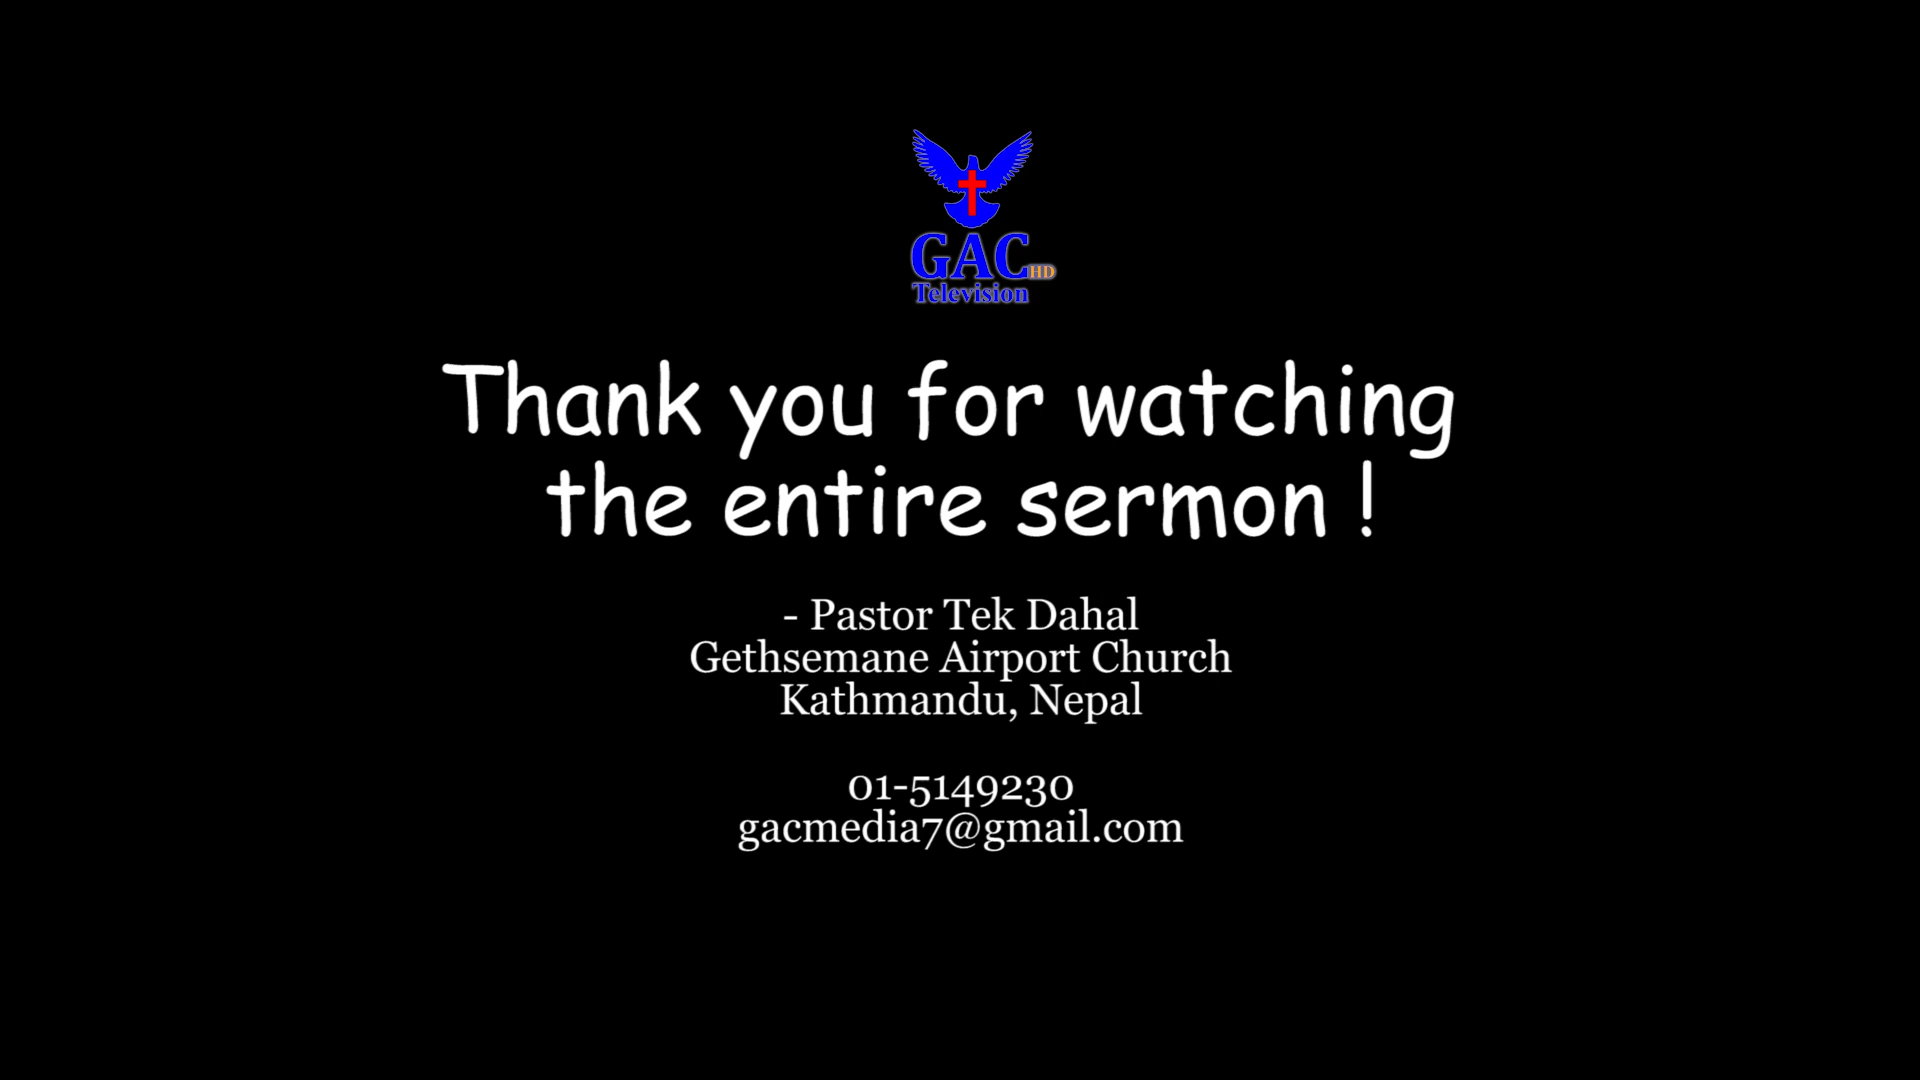 GAC HD
Television
Thank you for watching
the entire sermon !
- Pastor Tek Dahal
Gethsemane Airport Church
Kathmandu, Nepal
01-5149230
gacmedia7@gmail.com